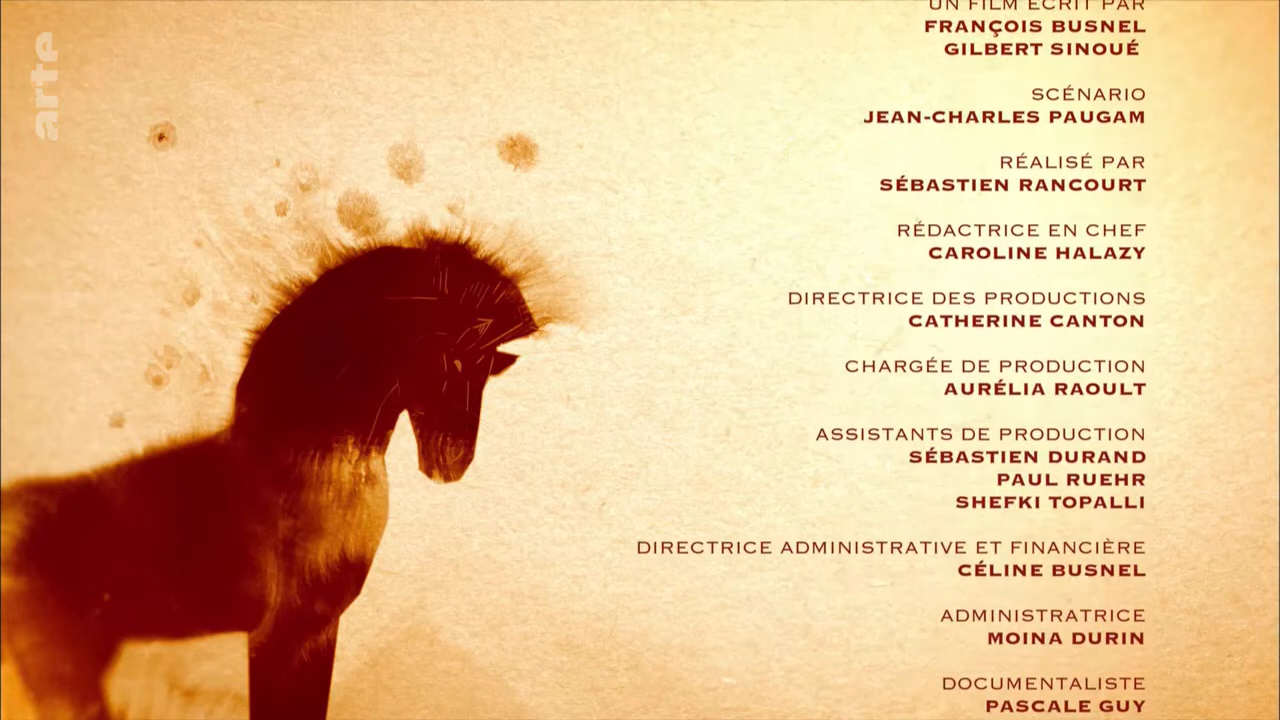 arte
UN FILM ÉCRIT PAR
FRANÇOIS BUSNEL
GILBERT SINOUÉ
SCÉNARIO
JEAN-CHARLES PAUGAM
RÉALISÉ PAR
SÉBASTIEN RANCOURT
RÉDACTRICE EN CHEF
CAROLINE HALAZY
DIRECTRICE DES PRODUCTIONS
CATHERINE CANTON
CHARGÉE DE PRODUCTION
AURÉLIA RAOULT
ASSISTANTS DE PRODUCTION
SÉBASTIEN DURAND
PAUL RUEHR
SHEFKI TOPALLI
DIRECTRICE ADMINISTRATIVE ET FINANCIÈRE
CÉLINE BUSNEL
ADMINISTRATRICE
MOINA DURIN
DOCUMENTALISTE
PASCALE GUY